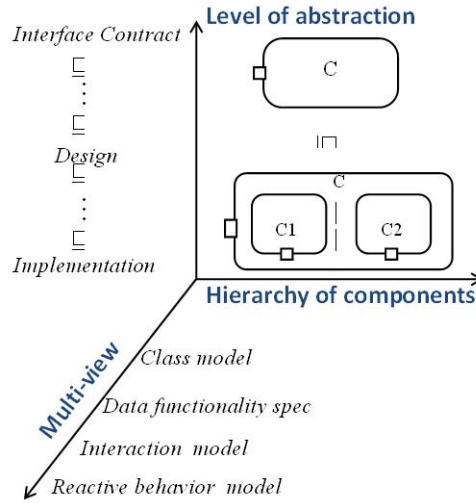 Level of abstraction
Interface Contract
⊑
⋮
⊑
Design
⊑
⋮
⊑
Implementation
C
⊑
C
C1
||
C2
Hierarchy of components
Multi-view
Class model
Data functionality spec
Interaction model
Reactive behavior model